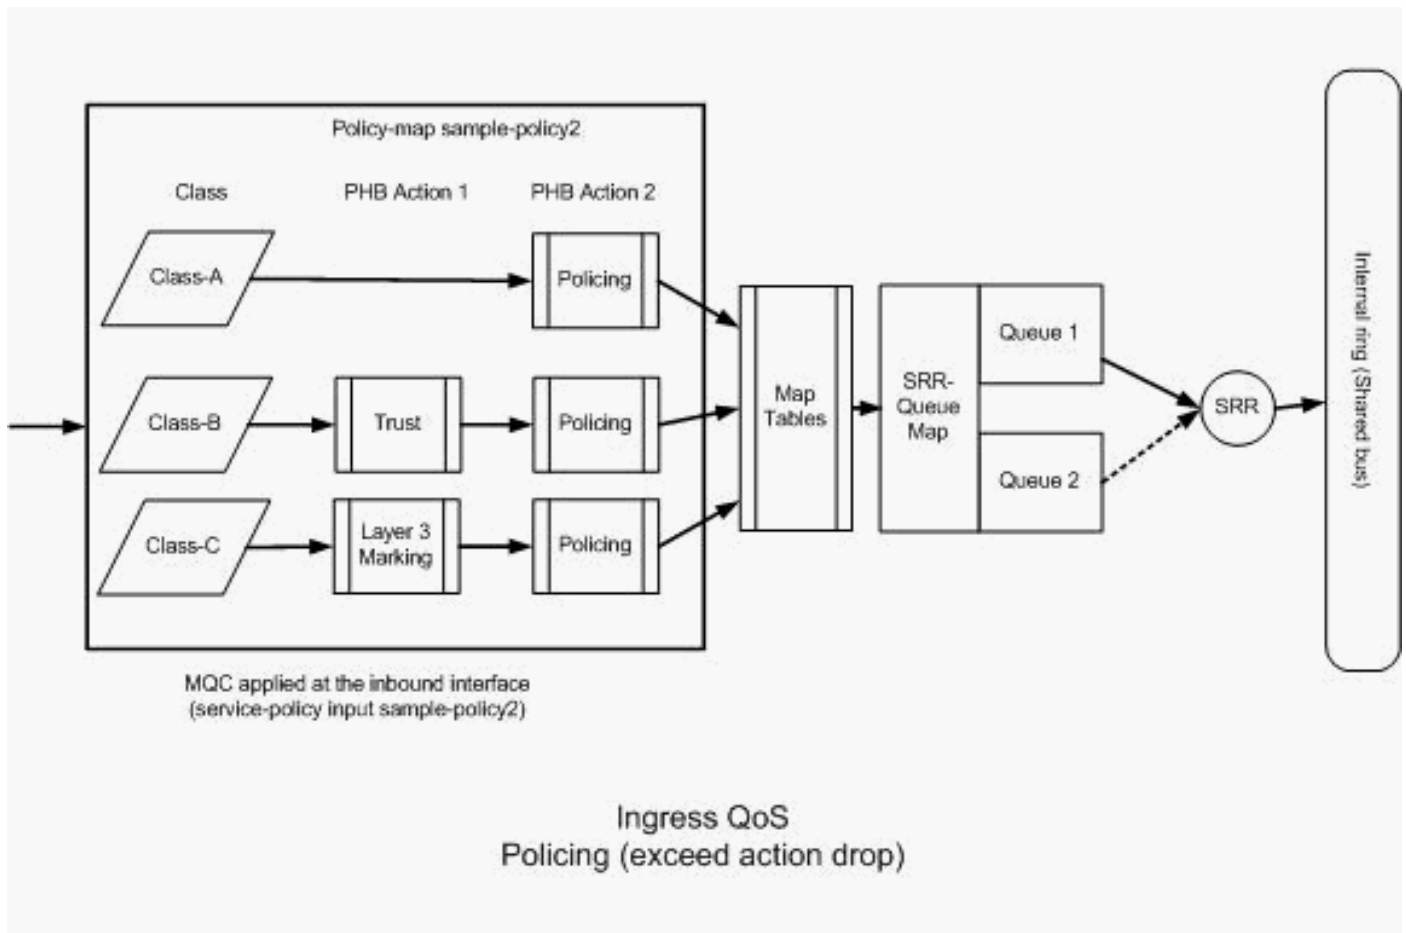 Policy-map sample-policy2
Class
PHB Action 1
PHB Action 2
Class-A
Policing
Class-B
Trust
Policing
Class-C
Layer 3
Marking
Policing
Map
Tables
SRR-
Queue
Map
Queue 1
Queue 2
SRR
Internal ring (Shared bus)
MQC applied at the inbound interface
(service-policy input sample-policy2)
Ingress QoS
Policing (exceed action drop)